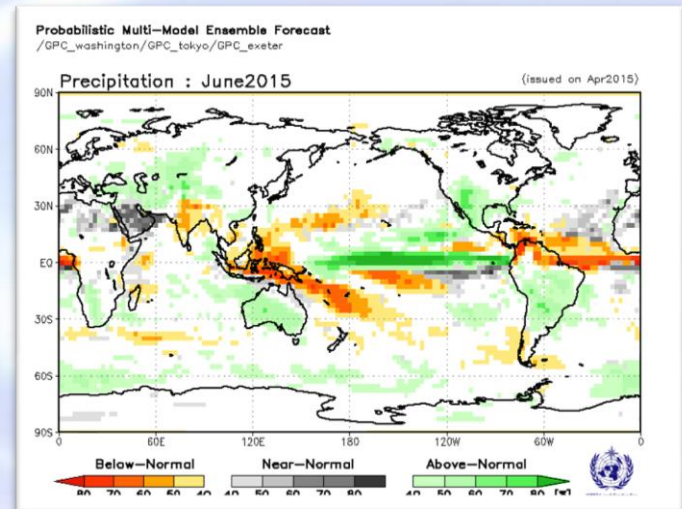 Probabilistic Multi-Model Ensemble Forecast
/GPC_washington/GPC_tokyo/GPC_exeter
Precipitation : June2015
(issued on Apr2015)
90N
60N
30N
EQ
30S
60S
90S
0 60E 120E 180 120W 60W 0
Below-Normal Near-Normal Above-Normal
80 70 60 50 40 40 50 60 70 80 40 50 60 70 80 [%]